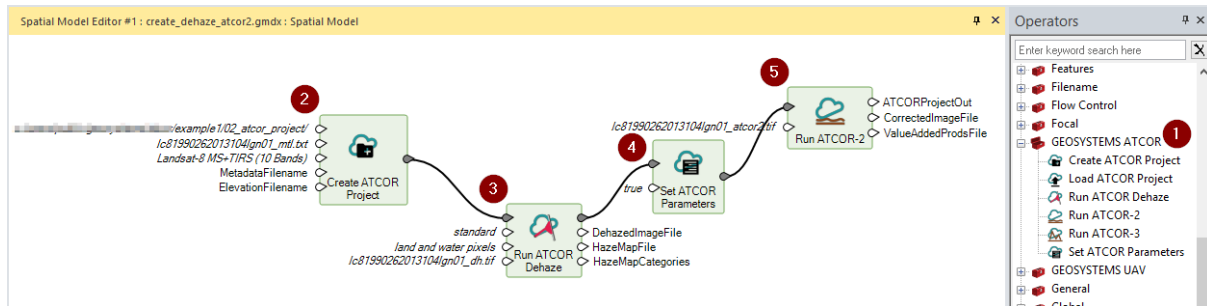 Spatial Model Editor #1 : create_dehaze_atcor2.gmdx : Spatial Model
2
/example1/02_atcor_project/
lc81990262013104lgn01_mtl.txt
Landsat-8 MS+TIRS (10 Bands)
MetadataFilename
ElevationFilename
Create ATCOR
Project
3
standard
land and water pixels
lc81990262013104lgn01_dh.tif
Run ATCOR
Dehaze
DehazedImageFile
HazeMapFile
HazeMapCategories
4
true
Set ATCOR
Parameters
5
lc81990262013104lgn01_atcor2.tif
Run ATCOR-2
ATCORProjectOut
CorrectedImageFile
ValueAddedProdsFile
Operators
Enter keyword search here
Features
Filename
Flow Control
Focal
GEOSYSTEMS ATCOR
1
Create ATCOR Project
Load ATCOR Project
Run ATCOR Dehaze
Run ATCOR-2
Run ATCOR-3
Set ATCOR Parameters
GEOSYSTEMS UAV
General
Global